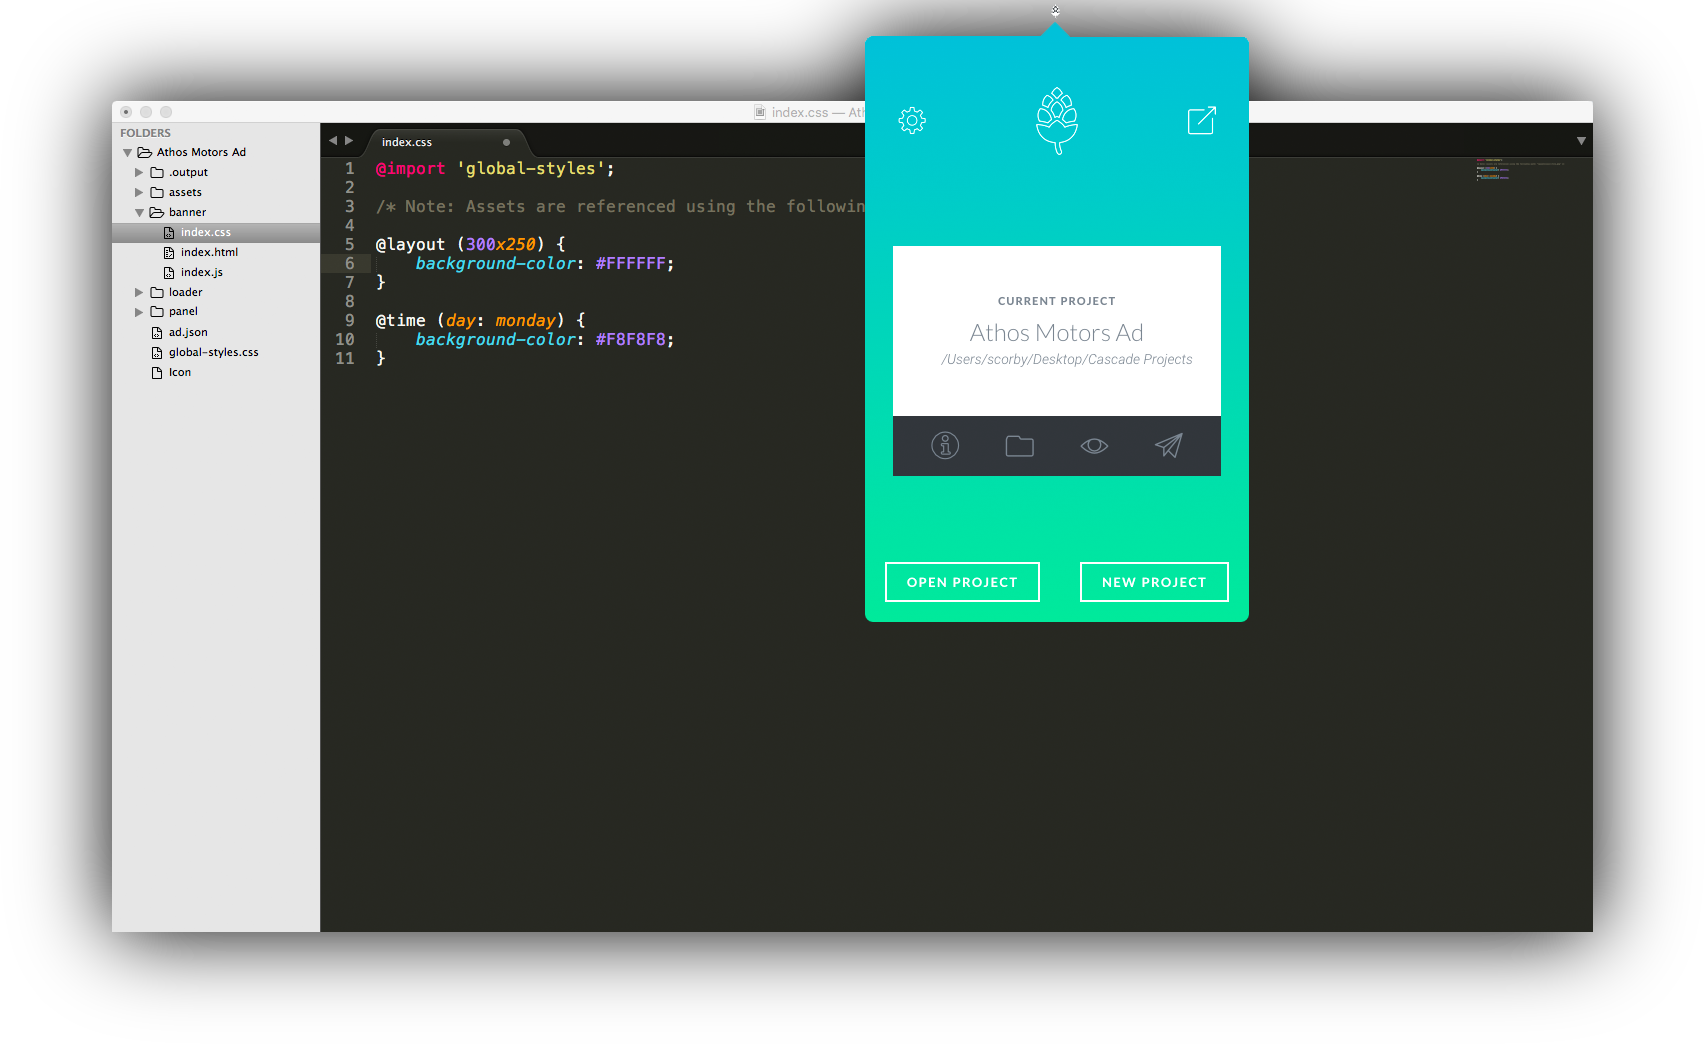 index.css — Ath
FOLDERS
Athos Motors Ad
.output
assets
banner
index.css
index.html
index.js
loader
panel
ad.json
global-styles.css
Icon
index.css
1 @import 'global-styles';
2
3 /* Note: Assets are referenced using the followin
4
5 @layout (300x250) {
6 background-color: #FFFFFF;
7 }
8
9 @time (day: monday) {
10 background-color: #F8F8F8;
11 }
CURRENT PROJECT
Athos Motors Ad
/Users/scorby/Desktop/Cascade Projects
OPEN PROJECT
NEW PROJECT